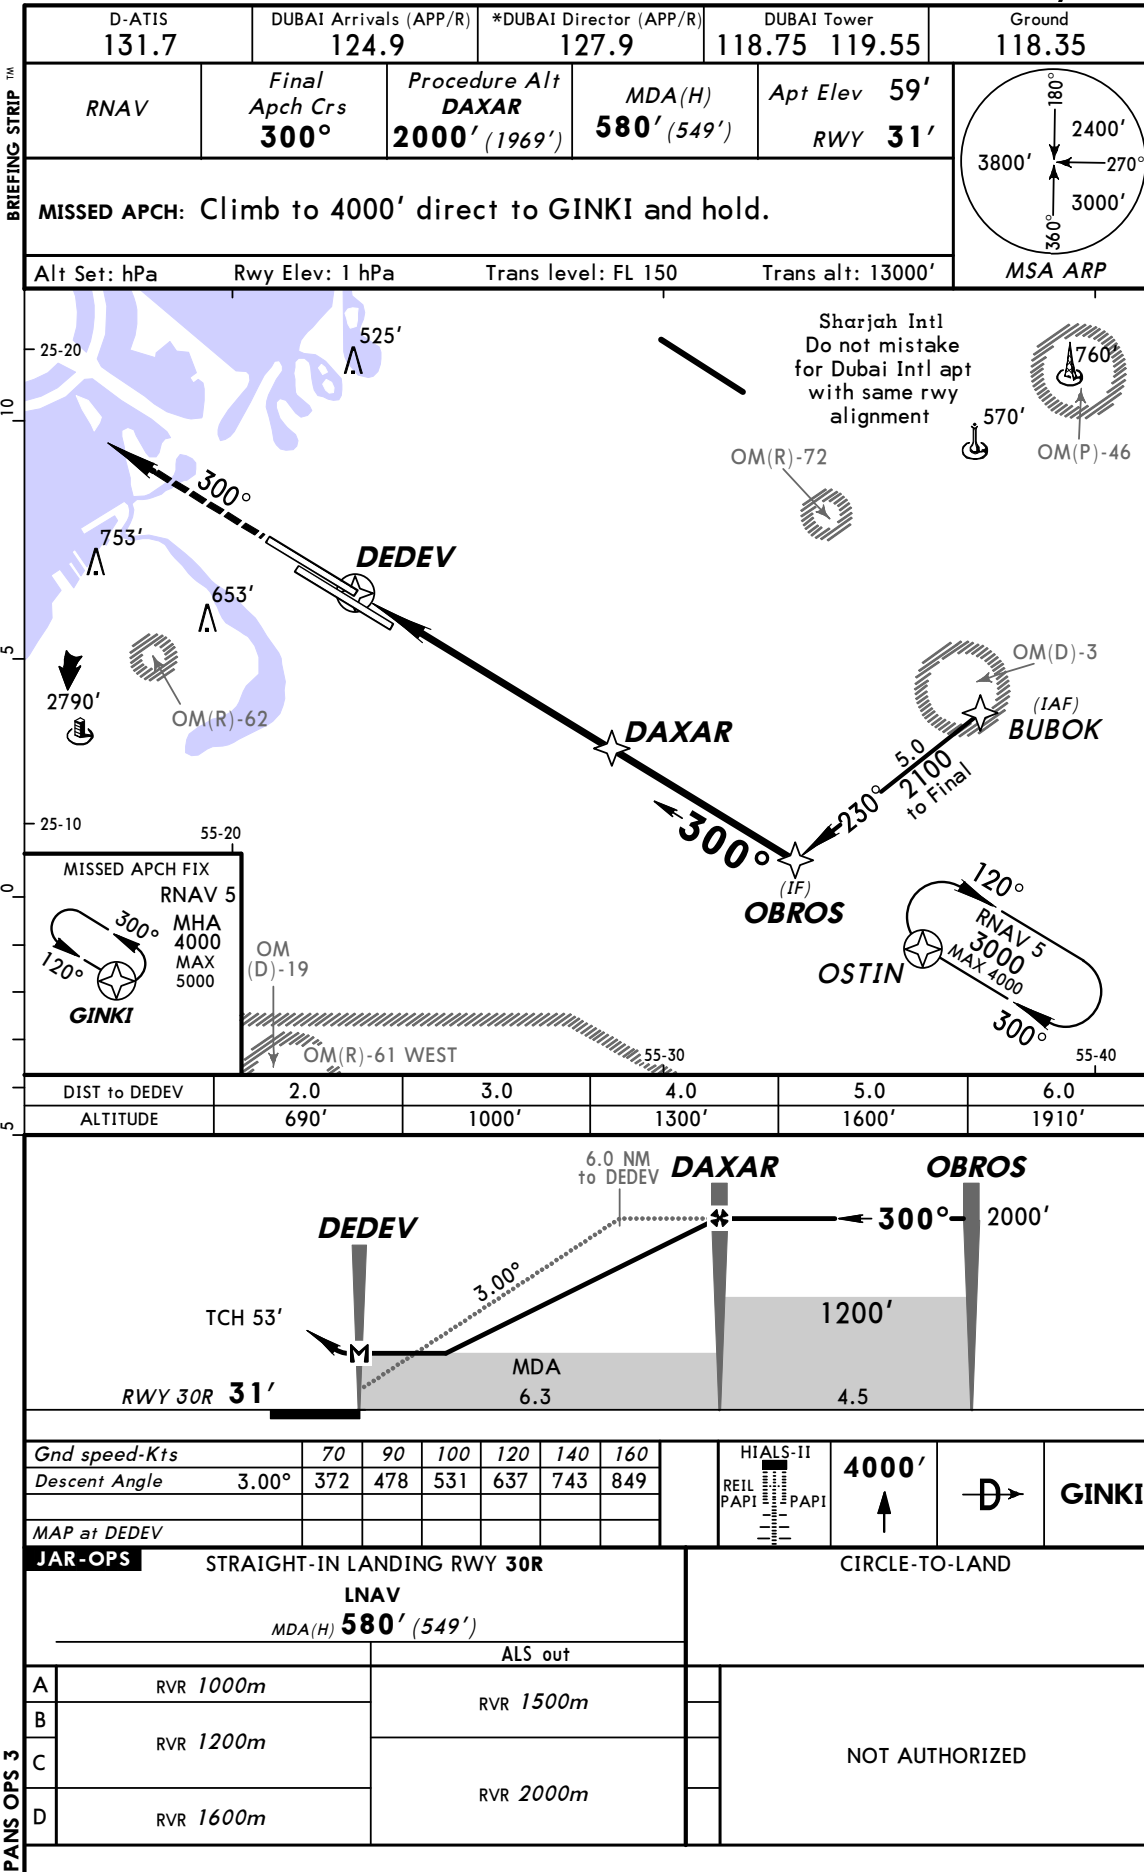 D-ATIS
131.7
DUBAI Arrivals (APP/R)
124.9
*DUBAI Director (APP/R)
127.9
DUBAI Tower
118.75 119.55
Ground
118.35
BRIEFING STRIP ™
RNAV
Final
Apch Crs
300°
Procedure Alt
DAXAR
2000' (1969')
MDA(H)
580' (549')
Apt Elev 59'
RWY 31'
MISSED APCH: Climb to 4000' direct to GINKI and hold.
Alt Set: hPa Rwy Elev: 1 hPa Trans level: FL 150 Trans alt: 13000'
180°
2400'
3800'
270°
3000'
360°
MSA ARP
25-20
525'
Sharjah Intl
Do not mistake
for Dubai Intl apt
with same rwy
alignment
760'
570'
OM(P)-46
OM(R)-72
10
300°
753'
DEDEV
653'
5
OM(D)-3
2790'
OM(R)-62
(IAF)
BUBOK
DAXAR
5.0
2100
to Final
230°
300°
25-10
55-20
(IF)
OBROS
0
MISSED APCH FIX
RNAV 5
MHA
4000
MAX
5000
300°
120°
GINKI
OM
(D)-19
120°
RNAV 5
3000
MAX 4000
300°
OSTIN
OM(R)-61 WEST
55-30
55-40
5
DIST to DEDEV 2.0 3.0 4.0 5.0 6.0
ALTITUDE 690' 1000' 1300' 1600' 1910'
6.0 NM
to DEDEV
DAXAR
OBROS
DEDEV
300°
2000'
3.00°
TCH 53'
1200'
MDA
RWY 30R 31'
6.3
4.5
Gnd speed-Kts 70 90 100 120 140 160
Descent Angle 3.00° 372 478 531 637 743 849
MAP at DEDEV
HIALS-II
REIL
PAPI
PAPI
4000'
D
GINKI
JAR-OPS
STRAIGHT-IN LANDING RWY 30R
LNAV
MDA(H) 580' (549')
CIRCLE-TO-LAND
ALS out
A
RVR 1000m
RVR 1500m
B
RVR 1200m
C
NOT AUTHORIZED
RVR 2000m
D
RVR 1600m
PANS OPS 3
M